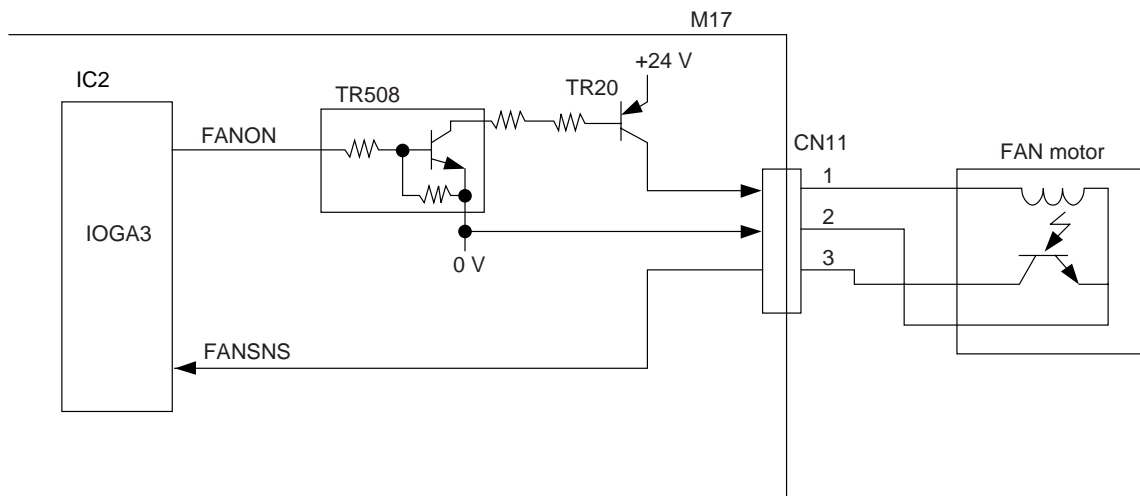 M17
IC2
TR508
TR20
+24 V
FANON
CN11
FAN motor
1
2
3
IOGA3
0 V
FANSNS